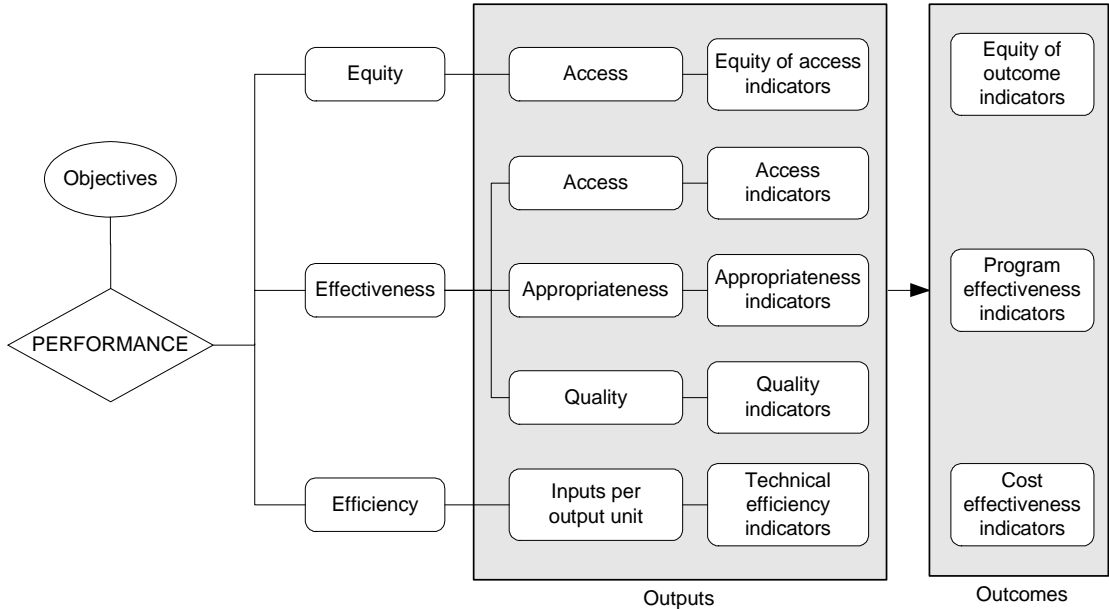 Objectives
PERFORMANCE
Equity
Access
Equity of access
indicators
Equity of
outcome
indicators
Access
Access
indicators
Effectiveness
Appropriateness
Appropriateness
indicators
Program
effectiveness
indicators
Quality
Quality
indicators
Efficiency
Inputs per
output unit
Technical
efficiency
indicators
Cost
effectiveness
indicators
Outputs
Outcomes